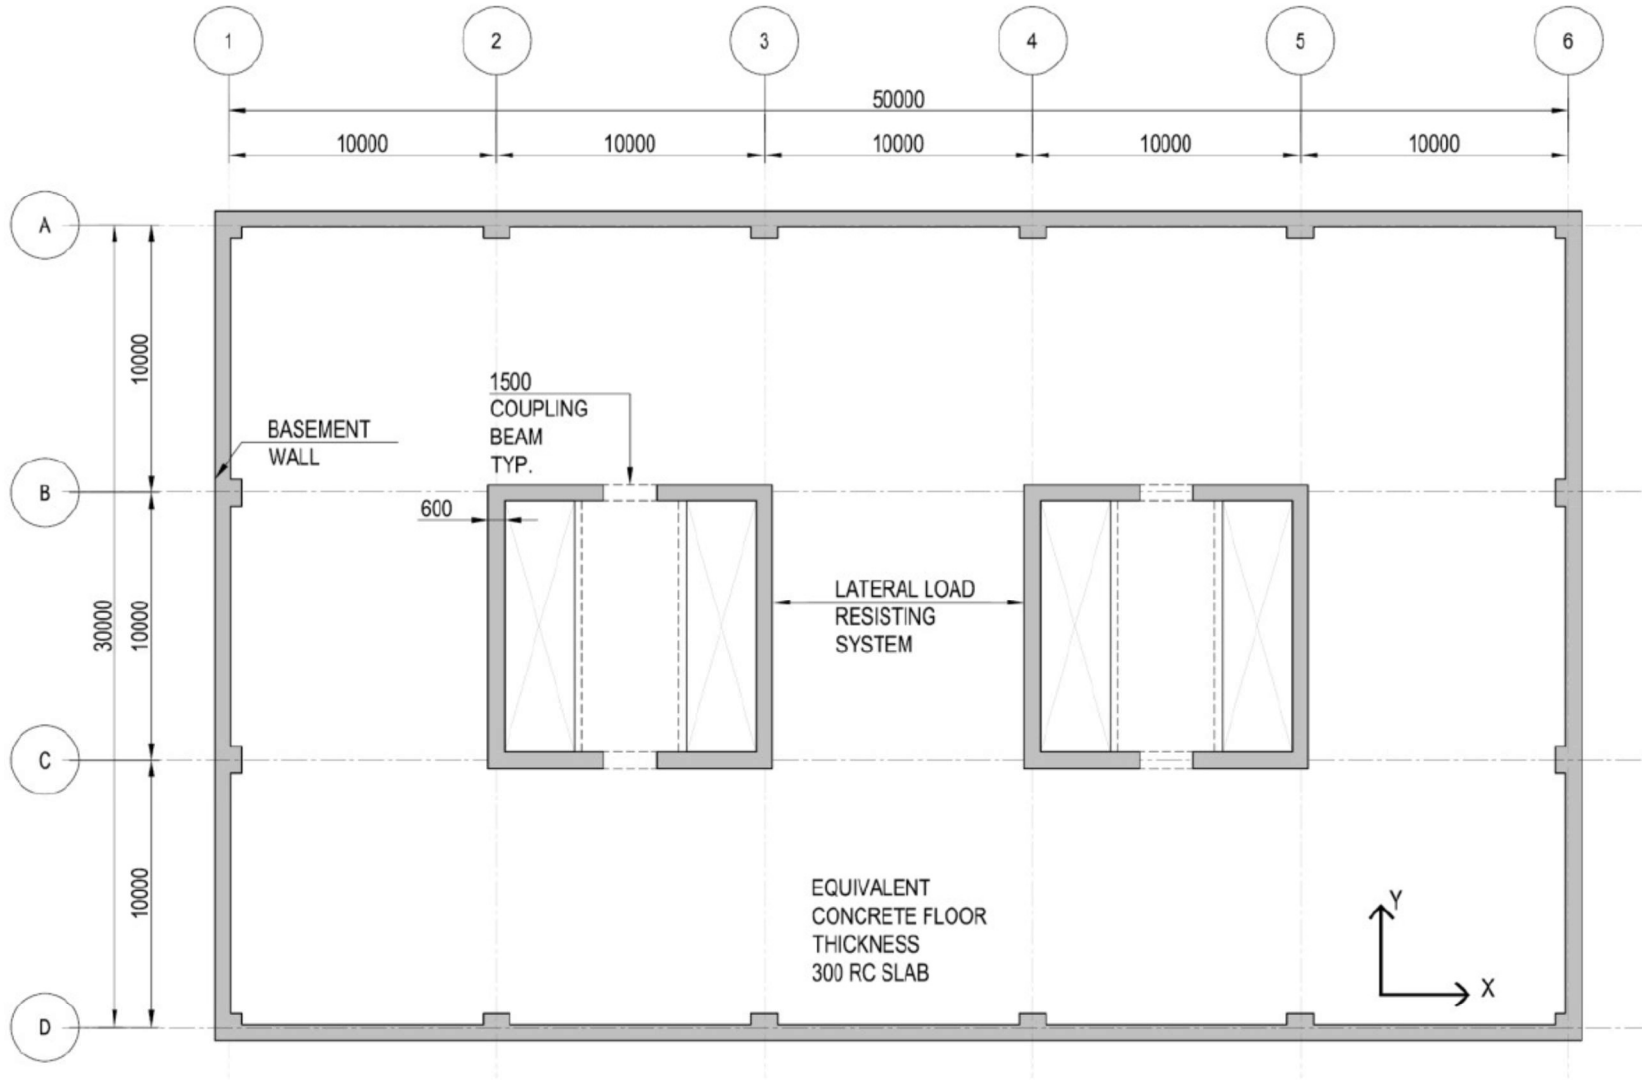 1 2 3 4 5 6
50000
10000 10000 10000 10000 10000
A
10000
1500
COUPLING
BEAM
TYP.
BASEMENT
WALL
B
600
30000
10000
LATERAL LOAD
RESISTING
SYSTEM
C
10000
EQUIVALENT
CONCRETE FLOOR
THICKNESS
300 RC SLAB
Y
X
D